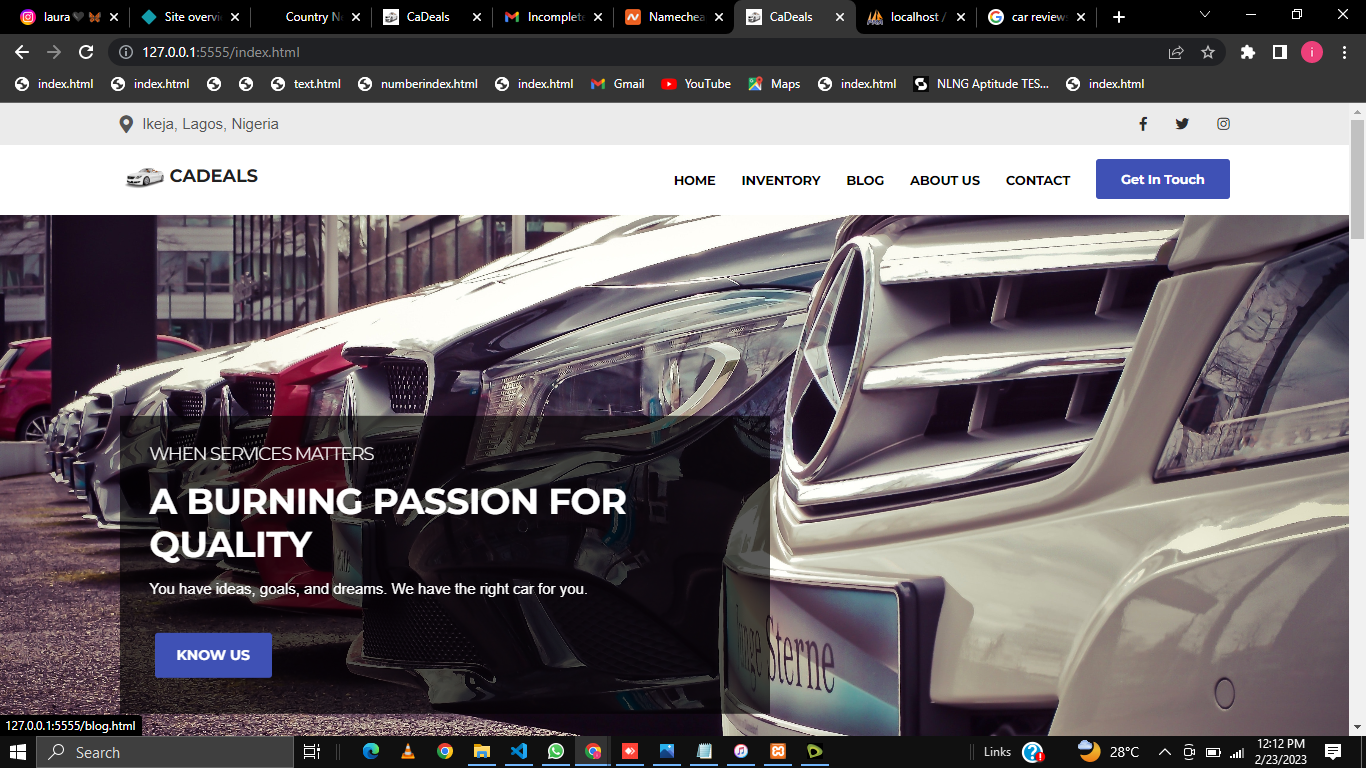 laura
Site overvi
Country N
CaDeals
Incomplet
Namechea
CaDeals
localhost /
car review
127.0.0.1:5555/index.html
i
index.html
index.html
text.html
numberindex.html
index.html
Gmail
YouTube
Maps
index.html
NLNG Aptitude TES...
index.html
Ikeja, Lagos, Nigeria
CADEALS
HOME
INVENTORY
BLOG
ABOUT US
CONTACT
Get In Touch
WHEN SERVICES MATTERS
A BURNING PASSION FOR
QUALITY
You have ideas, goals, and dreams. We have the right car for you.
KNOW US
Junge Sterne
127.0.0.1:5555/blog.html
Search
Links
28°C
12:12 PM
2/23/2023